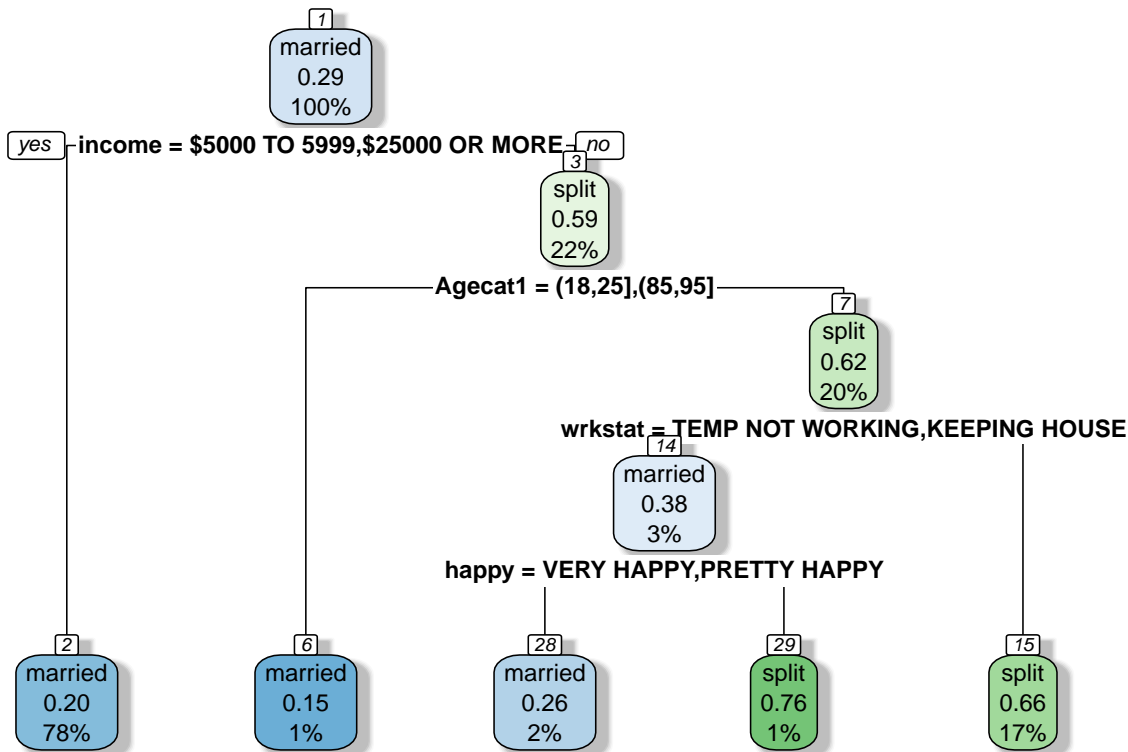 1
married
0.29
100%
yes income = $5000 TO 5999,$25000 OR MORE no
3
split
0.59
22%
Agecat1 = (18,25],(85,95]
7
split
0.62
20%
wrkstat = TEMP NOT WORKING,KEEPING HOUSE
14
married
0.38
3%
happy = VERY HAPPY,PRETTY HAPPY
2
married
0.20
78%
6
married
0.15
1%
28
married
0.26
2%
29
split
0.76
1%
15
split
0.66
17%